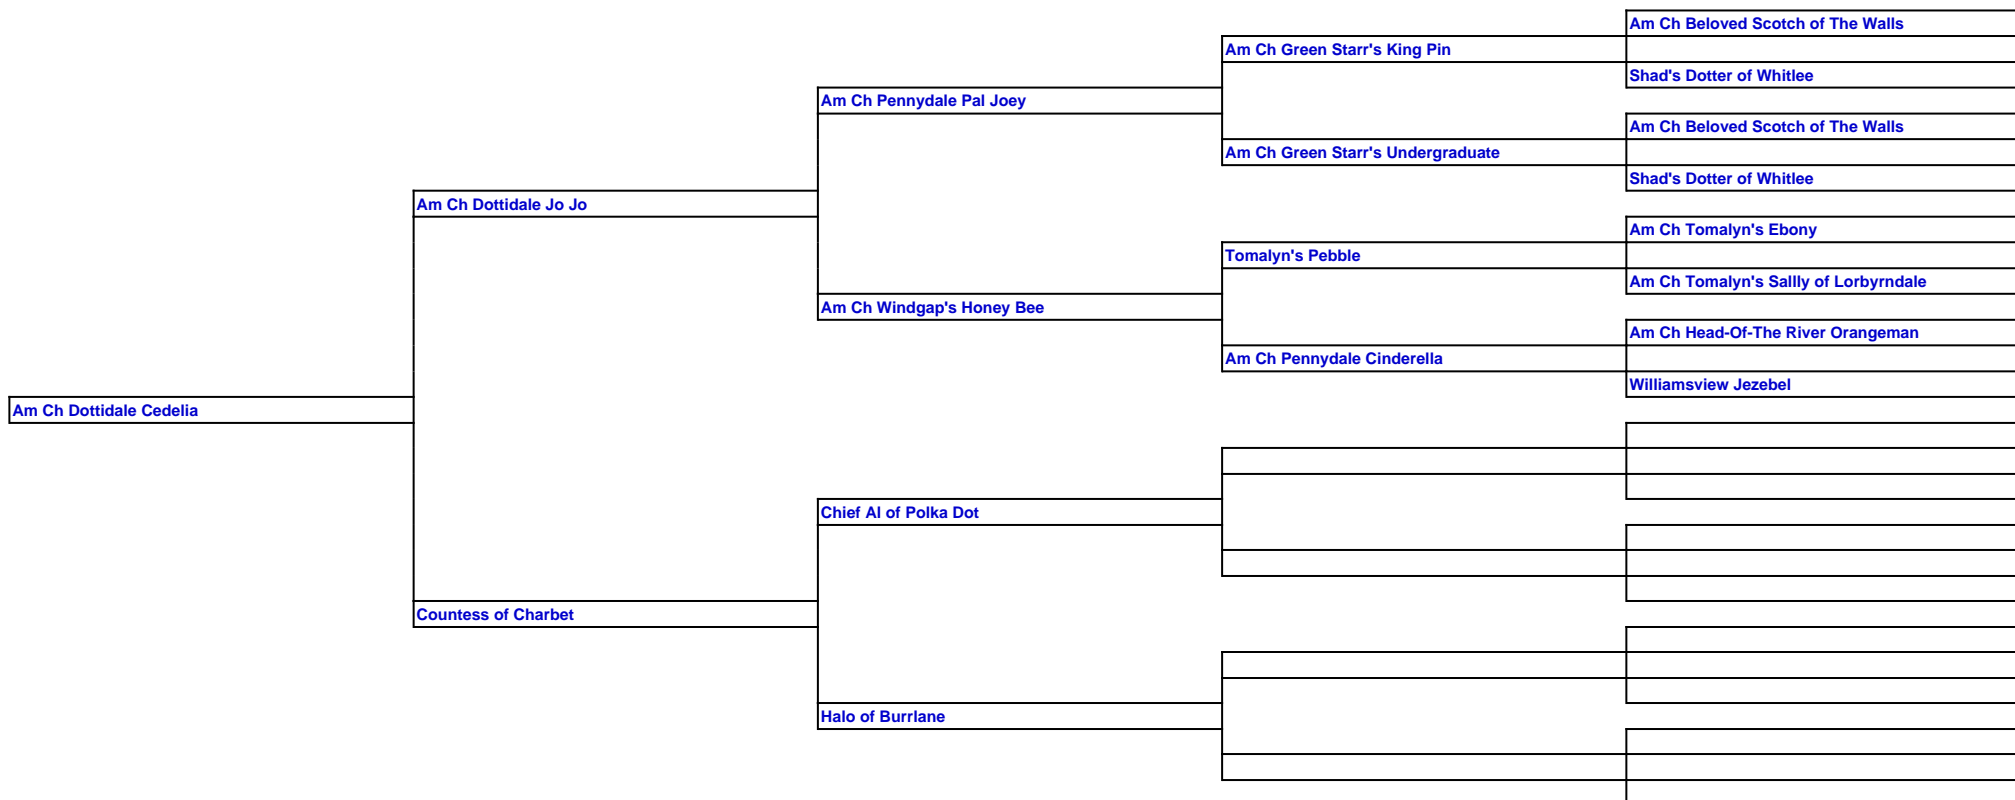 Am Ch Beloved Scotch of The Walls
Am Ch Green Starr's King Pin
Shad's Dotter of Whitlee
Am Ch Pennydale Pal Joey
Am Ch Beloved Scotch of The Walls
Am Ch Green Starr's Undergraduate
Shad's Dotter of Whitlee
Am Ch Dottidale Jo Jo
Am Ch Tomalyn's Ebony
Tomalyn's Pebble
Am Ch Tomalyn's Sallly of Lorbyrndale
Am Ch Windgap's Honey Bee
Am Ch Head-Of-The River Orangeman
Am Ch Pennydale Cinderella
Williamsview Jezebel
Am Ch Dottidale Cedelia
Chief Al of Polka Dot
Countess of Charbet
Halo of Burrlane